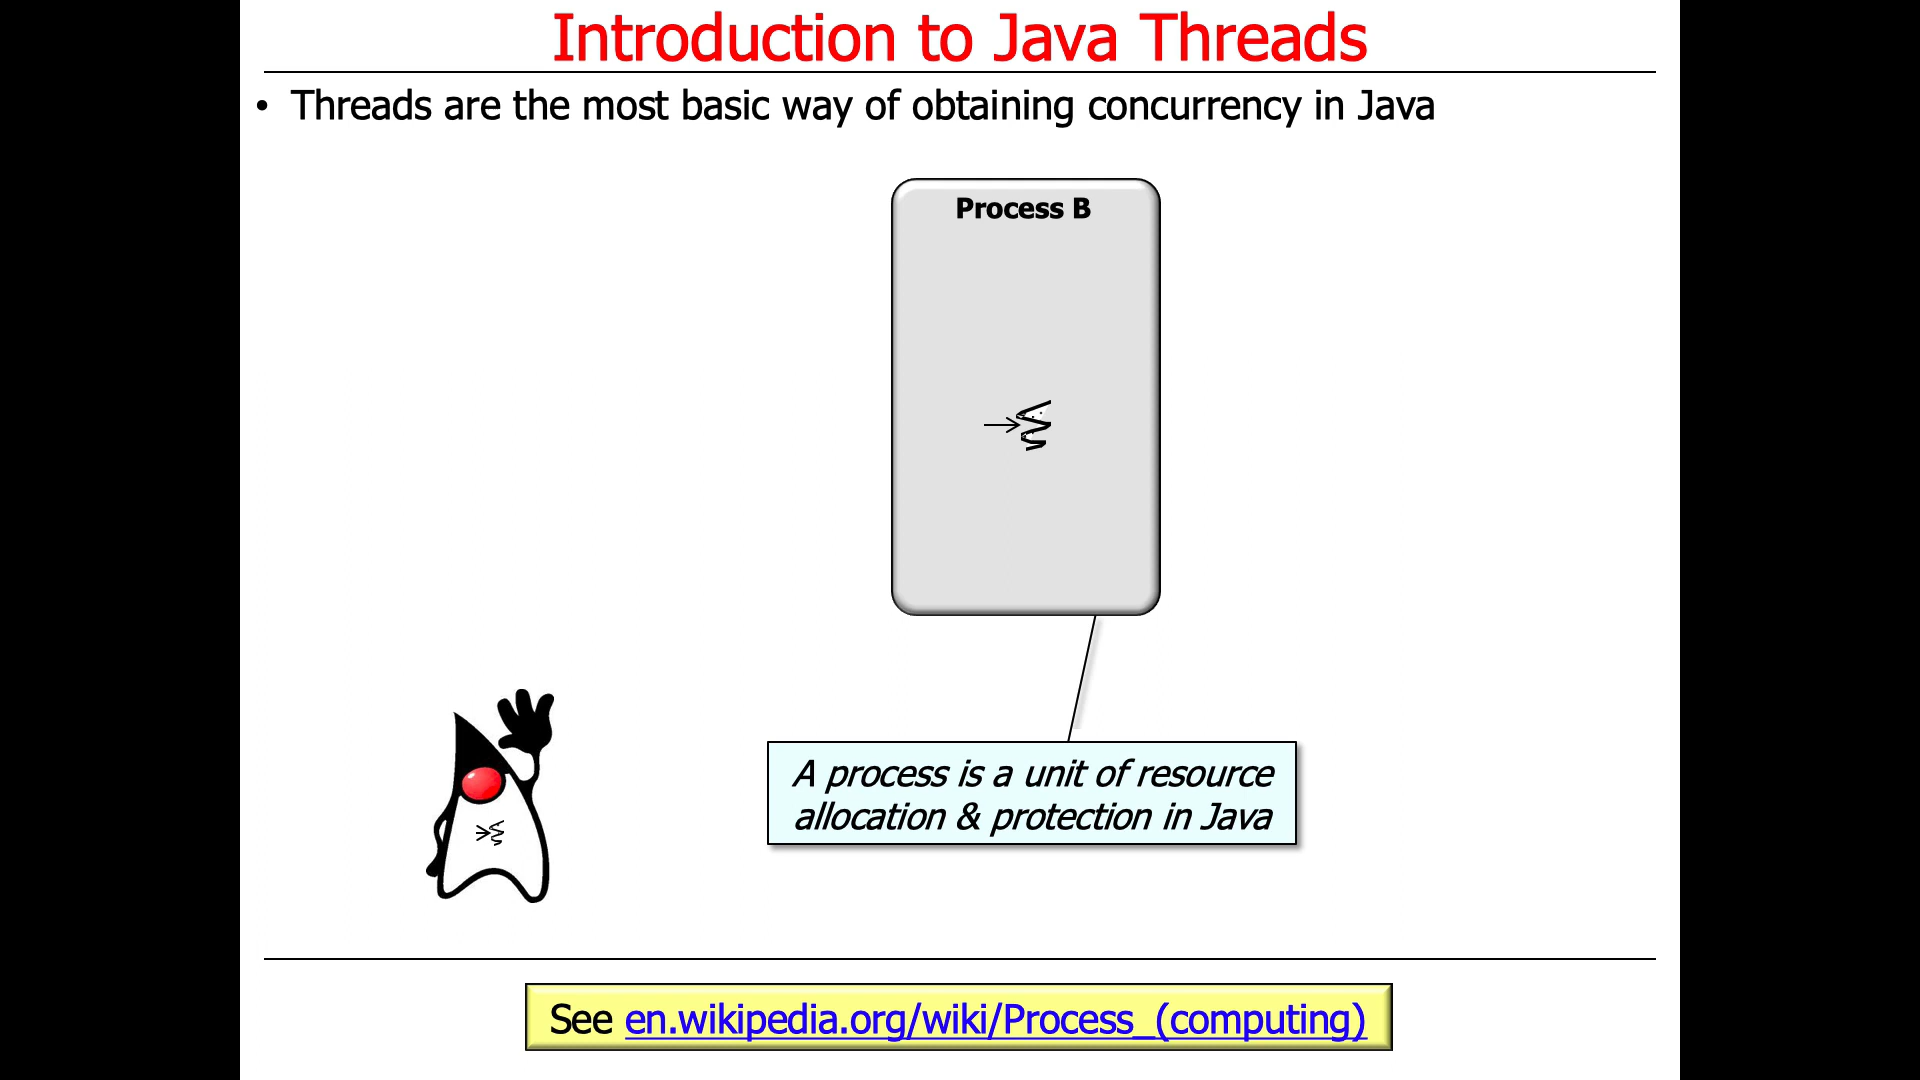 Introduction to Java Threads
• Threads are the most basic way of obtaining concurrency in Java
Process B
A process is a unit of resource
allocation & protection in Java
See en.wikipedia.org/wiki/Process_(computing)